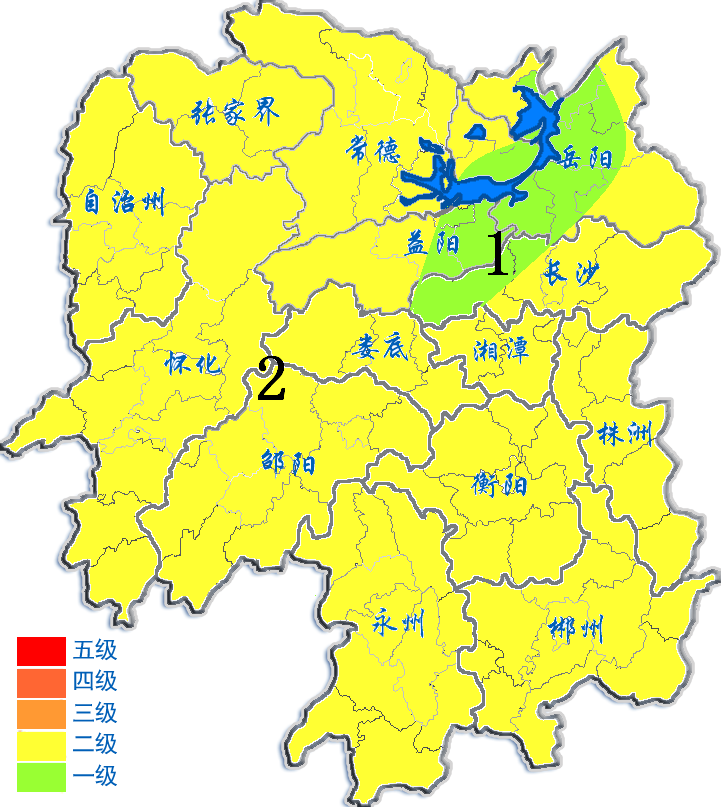 张家界
常德
岳阳
自治州
益阳
1
长沙
怀化
2
娄底
湘潭
株洲
邵阳
衡阳
永州
郴州
五级
四级
三级
二级
一级